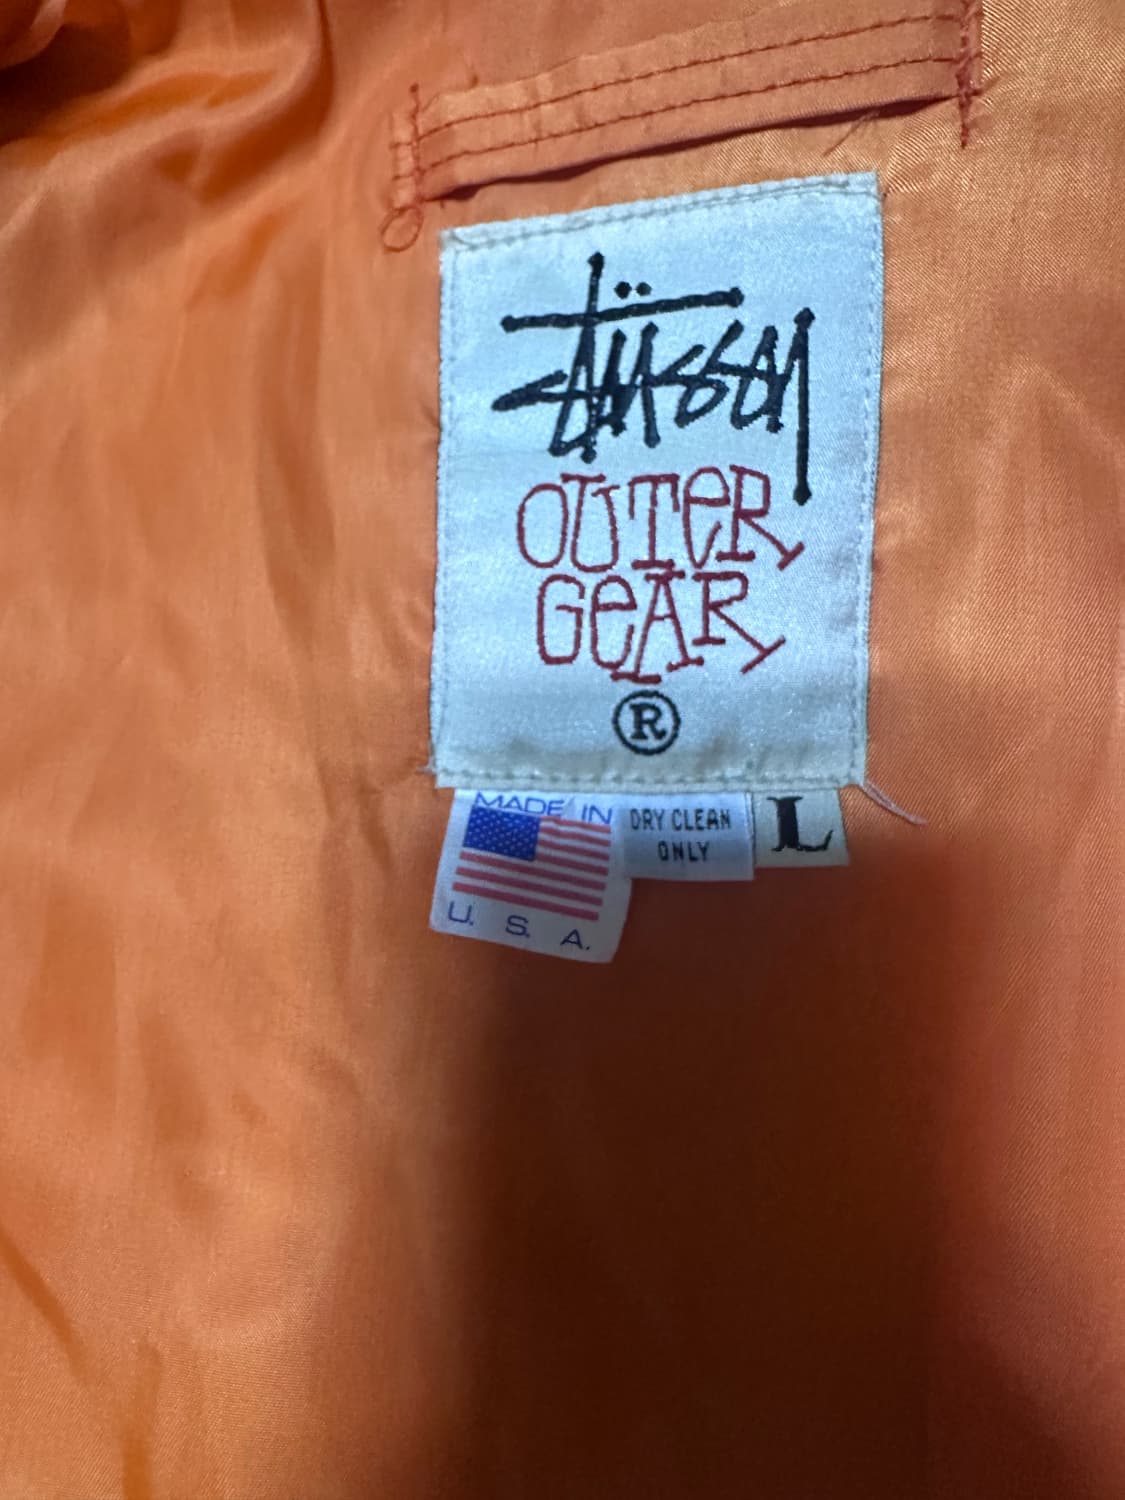 Stüssy
OUTER
GEAR
®
MADE IN
U. S. A.
DRY CLEAN
ONLY
L